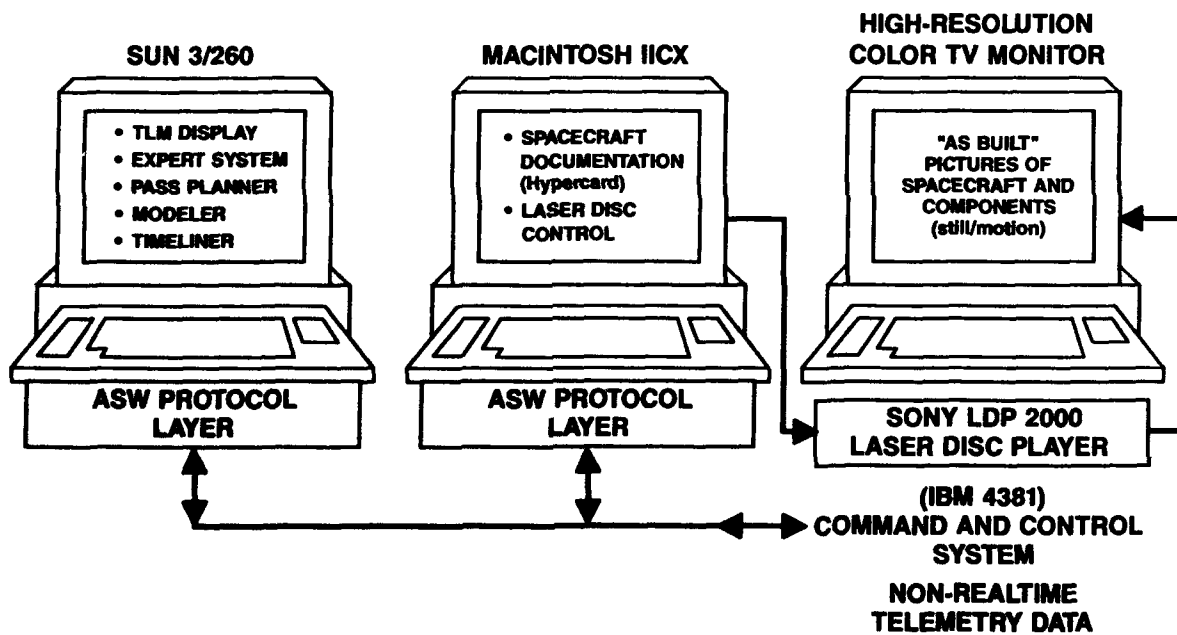 SUN 3/260
• TLM DISPLAY
• EXPERT SYSTEM
• PASS PLANNER
• MODELER
• TIMELINER
ASW PROTOCOL
LAYER
MACINTOSH IICX
• SPACECRAFT
DOCUMENTATION
(Hypercard)
• LASER DISC
CONTROL
ASW PROTOCOL
LAYER
HIGH-RESOLUTION
COLOR TV MONITOR
"AS BUILT"
PICTURES OF
SPACECRAFT AND
COMPONENTS
(still/motion)
SONY LDP 2000
LASER DISC PLAYER
(IBM 4381)
COMMAND AND CONTROL
SYSTEM
NON-REALTIME
TELEMETRY DATA